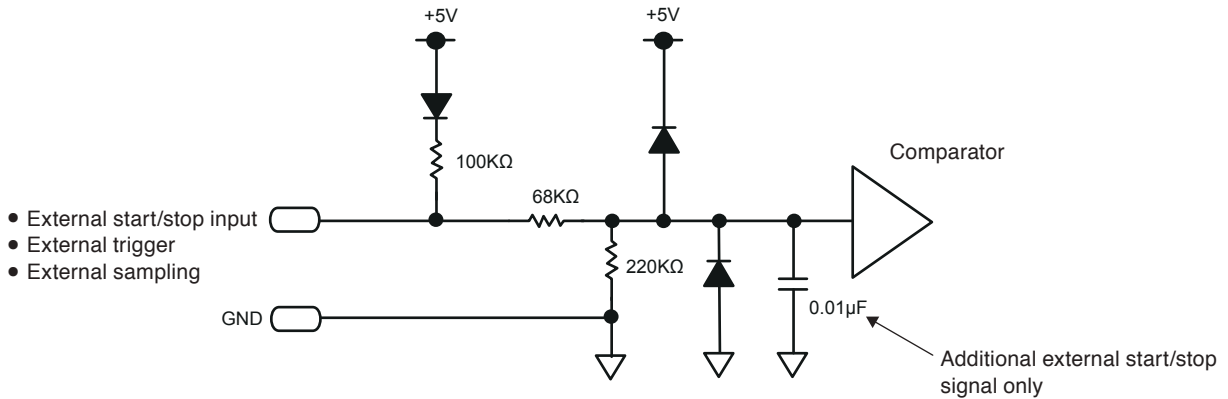 +5V
+5V
100KΩ
Comparator
68KΩ
• External start/stop input
• External trigger
• External sampling
220KΩ
GND
0.01µF
Additional external start/stop
signal only